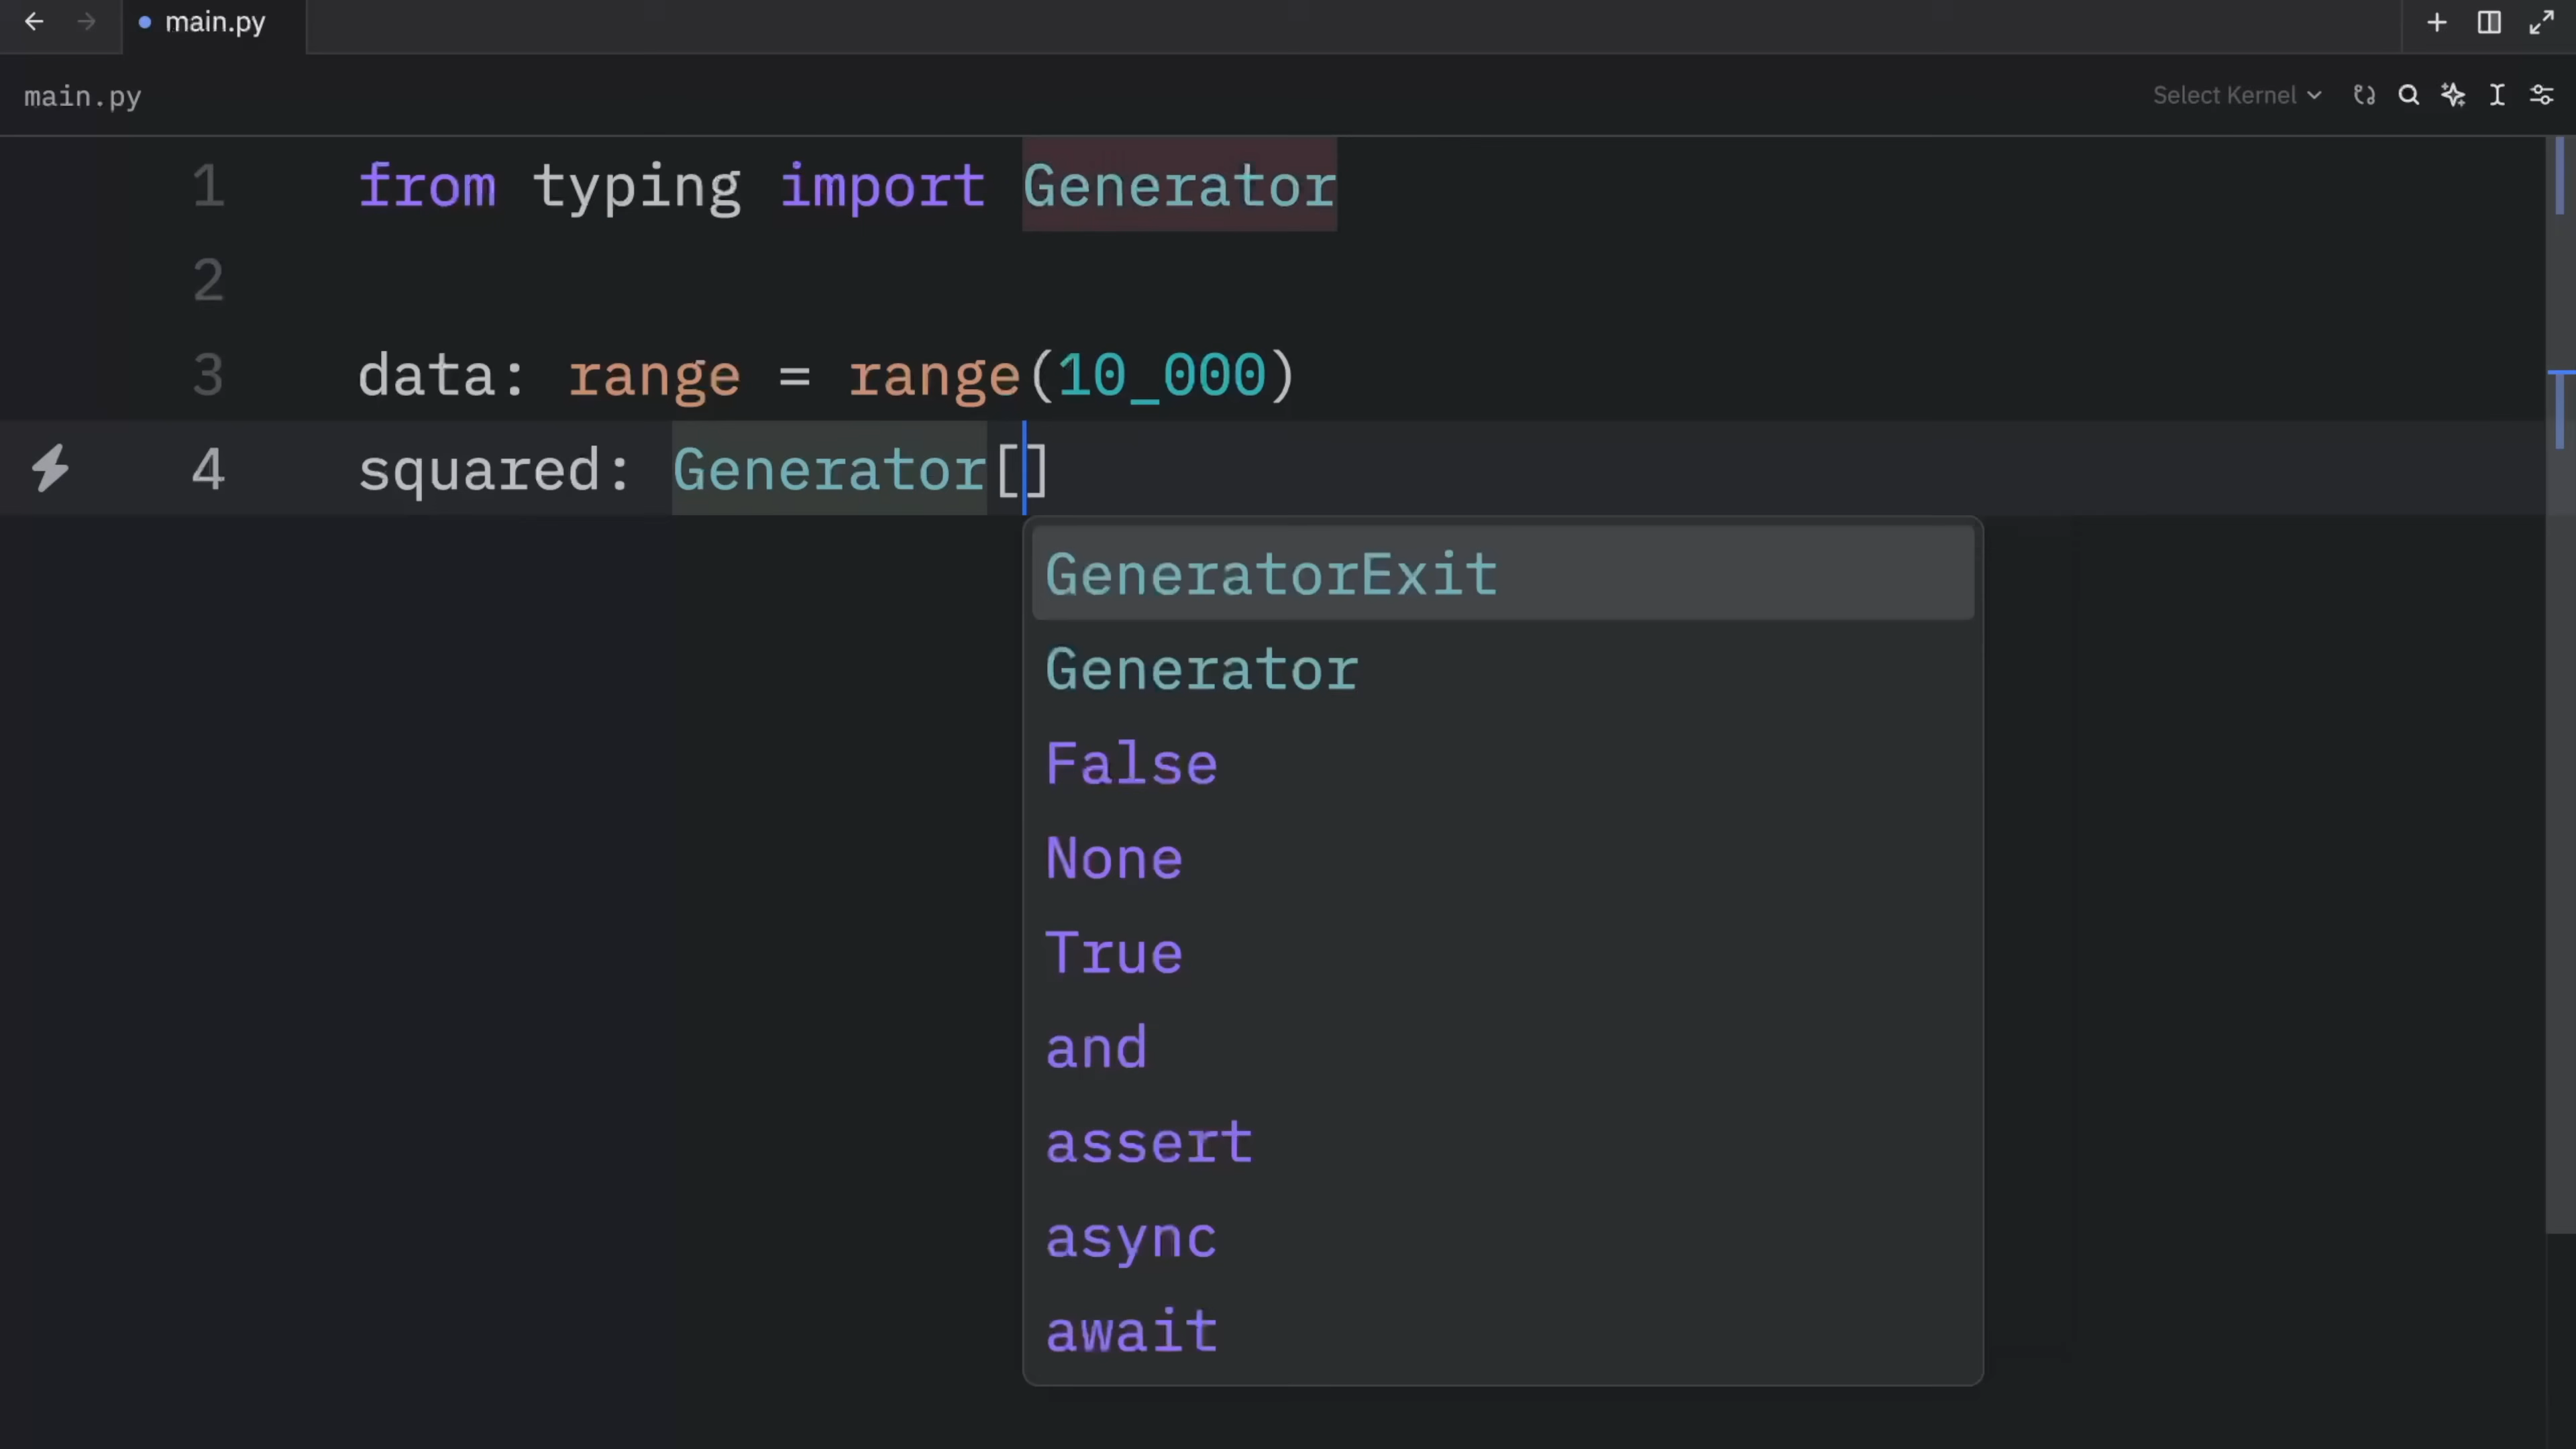 main.py
main.py
Select Kernel
1 from typing import Generator
2
3 data: range = range(10_000)
4 squared: Generator[]
GeneratorExit
Generator
False
None
True
and
assert
async
await